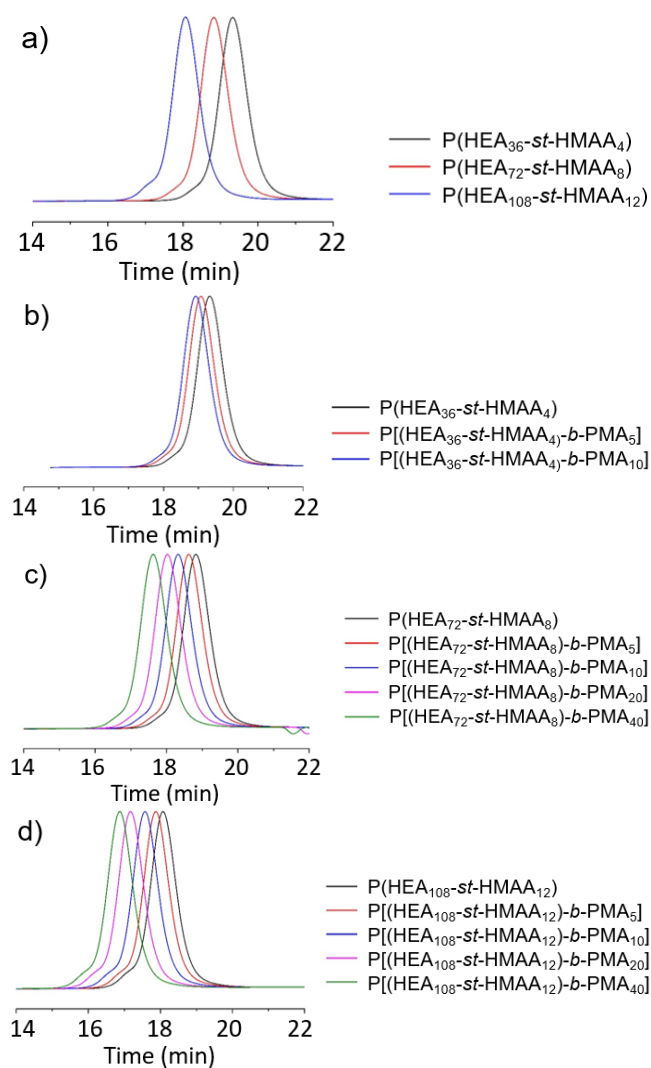 a)
P(HEA36-st-HMAA4)
P(HEA72-st-HMAA8)
P(HEA108-st-HMAA12)
14 16 18 20 22
Time (min)
b)
P(HEA36-st-HMAA4)
P[(HEA36-st-HMAA4)-b-PMA5]
P[(HEA36-st-HMAA4)-b-PMA10]
14 16 18 20 22
Time (min)
c)
P(HEA72-st-HMAA8)
P[(HEA72-st-HMAA8)-b-PMA5]
P[(HEA72-st-HMAA8)-b-PMA10]
P[(HEA72-st-HMAA8)-b-PMA20]
P[(HEA72-st-HMAA8)-b-PMA40]
14 16 18 20 22
Time (min)
d)
P(HEA108-st-HMAA12)
P[(HEA108-st-HMAA12)-b-PMA5]
P[(HEA108-st-HMAA12)-b-PMA10]
P[(HEA108-st-HMAA12)-b-PMA20]
P[(HEA108-st-HMAA12)-b-PMA40]
14 16 18 20 22
Time (min)